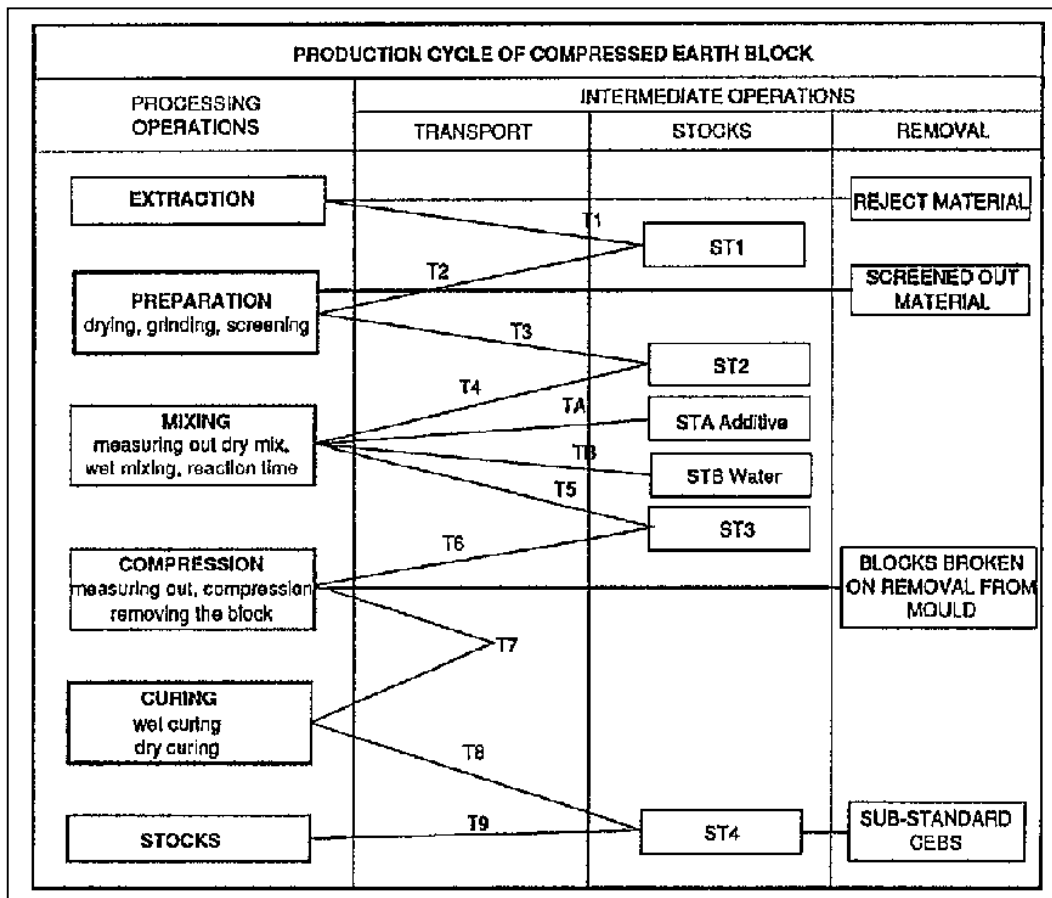 PRODUCTION CYCLE OF COMPRESSED EARTH BLOCK
PROCESSING
OPERATIONS
INTERMEDIATE OPERATIONS
TRANSPORT
STOCKS
REMOVAL
EXTRACTION
REJECT MATERIAL
T1
ST1
T2
PREPARATION
drying, grinding, screening
SCREENED OUT
MATERIAL
T3
ST2
T4
TA
STA Additive
MIXING
measuring out dry mix,
wet mixing, reaction time
TB
STB Water
T5
ST3
T6
COMPRESSION
measuring out, compression
removing the block
BLOCKS BROKEN
ON REMOVAL FROM
MOULD
T7
CURING
wet curing
dry curing
T8
T9
STOCKS
ST4
SUB-STANDARD
CEBS